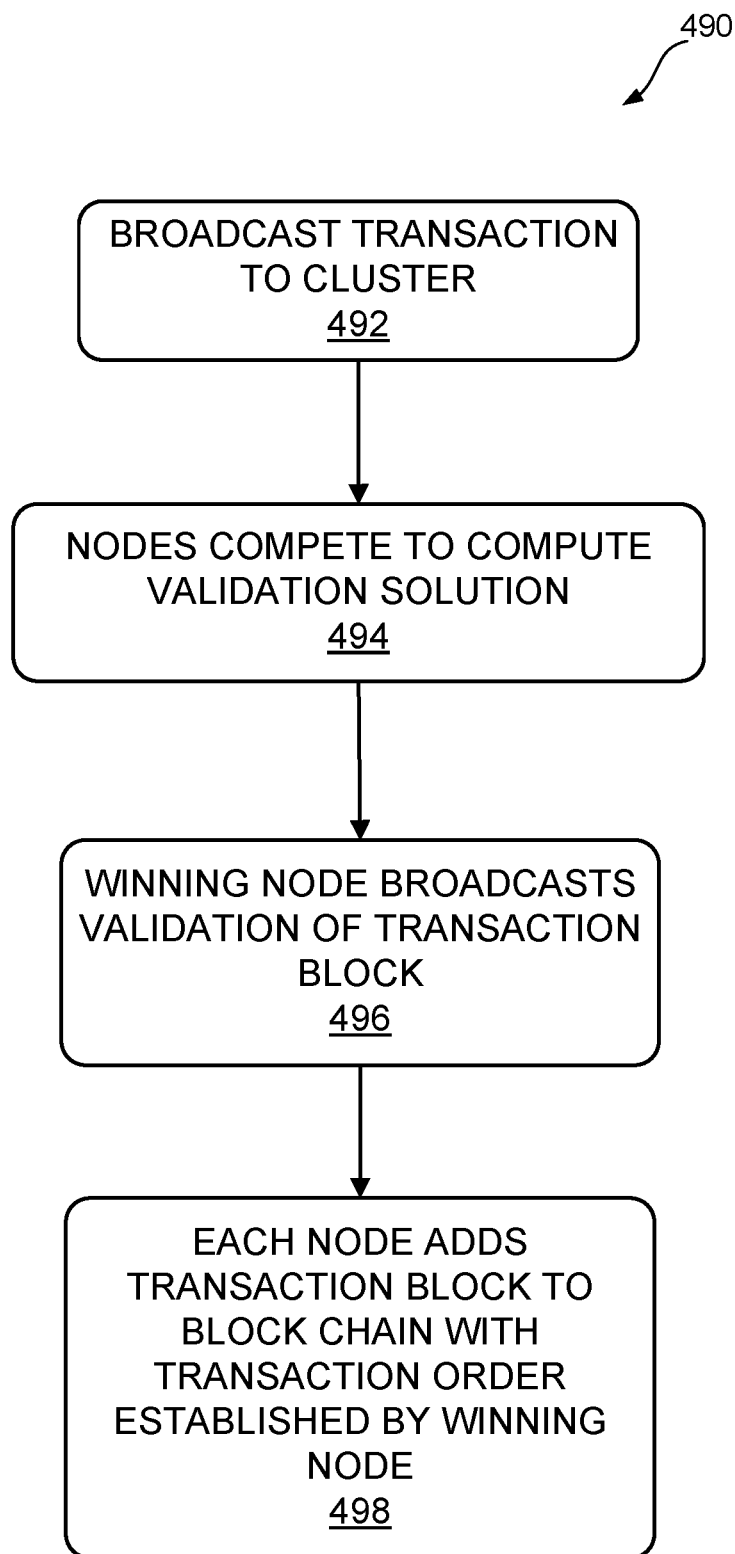 490
BROADCAST TRANSACTION
TO CLUSTER
492
NODES COMPETE TO COMPUTE
VALIDATION SOLUTION
494
WINNING NODE BROADCASTS
VALIDATION OF TRANSACTION
BLOCK
496
EACH NODE ADDS
TRANSACTION BLOCK TO
BLOCK CHAIN WITH
TRANSACTION ORDER
ESTABLISHED BY WINNING
NODE
498